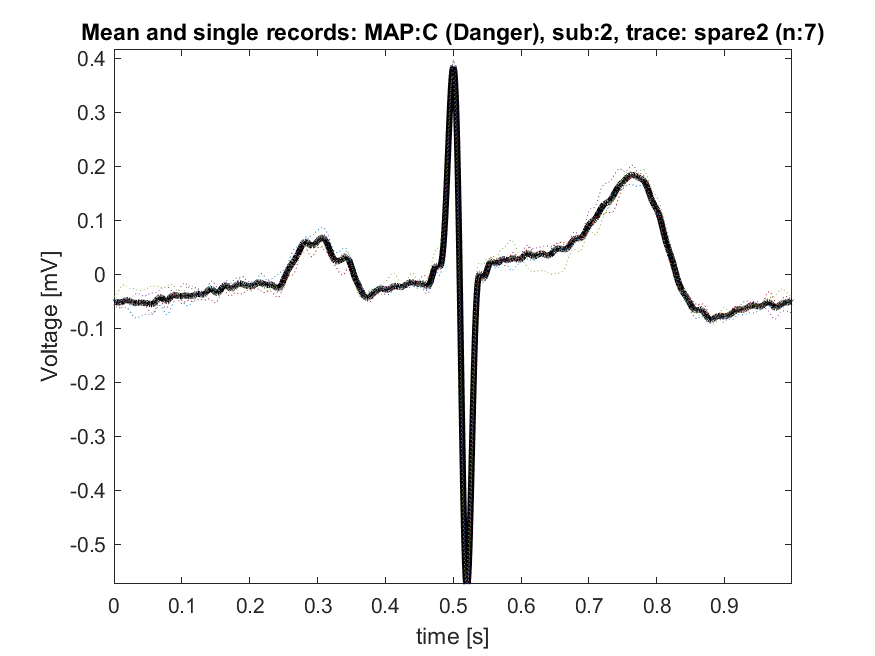 Mean and single records: MAP:C (Danger), sub:2, trace: spare2 (n:7)
0.4
0.3
0.2
0.1
0
-0.1
-0.2
-0.3
-0.4
-0.5
Voltage [mV]
0 0.1 0.2 0.3 0.4 0.5 0.6 0.7 0.8 0.9
time [s]